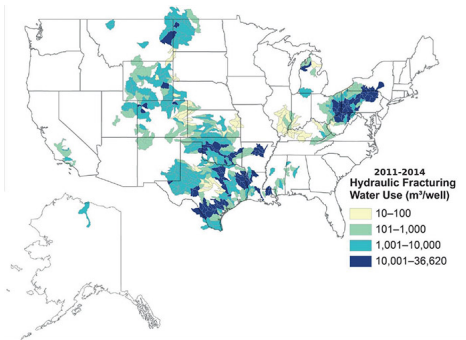 2011-2014
Hydraulic Fracturing
Water Use (m³/well)
10–100
101–1,000
1,001–10,000
10,001–36,620